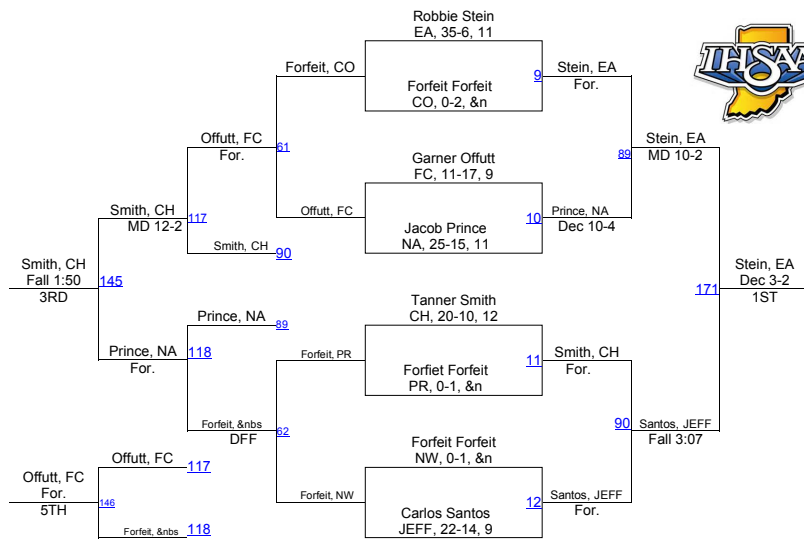 Robbie Stein
EA, 35-6, 11
IHSAA
Forfeit, CO
9
Stein, EA
For.
Forfeit Forfeit
CO, 0-2, &n
Offutt, FC
For.
61
Stein, EA
MD 10-2
89
Garner Offutt
FC, 11-17, 9
Smith, CH
MD 12-2
117
Offutt, FC
10
Prince, NA
Dec 10-4
Jacob Prince
NA, 25-15, 11
Smith, CH
90
Smith, CH
Fall 1:50
3RD
145
Stein, EA
Dec 3-2
1ST
171
Tanner Smith
CH, 20-10, 12
Prince, NA
89
Prince, NA
For.
118
Forfeit, PR
11
Smith, CH
For.
Forfiet Forfeit
PR, 0-1, &n
Forfeit, &nbs
DFF
62
90
Santos, JEFF
Fall 3:07
Forfeit Forfeit
NW, 0-1, &n
Offutt, FC
117
Offutt, FC
For.
5TH
146
Forfeit, NW
12
Santos, JEFF
For.
Carlos Santos
JEFF, 22-14, 9
Forfeit, &nbs
118